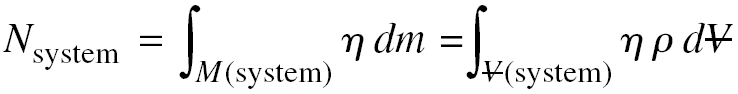 N_system = ∫_M(system) η dm = ∫_V̶(system) η ρ dV̶